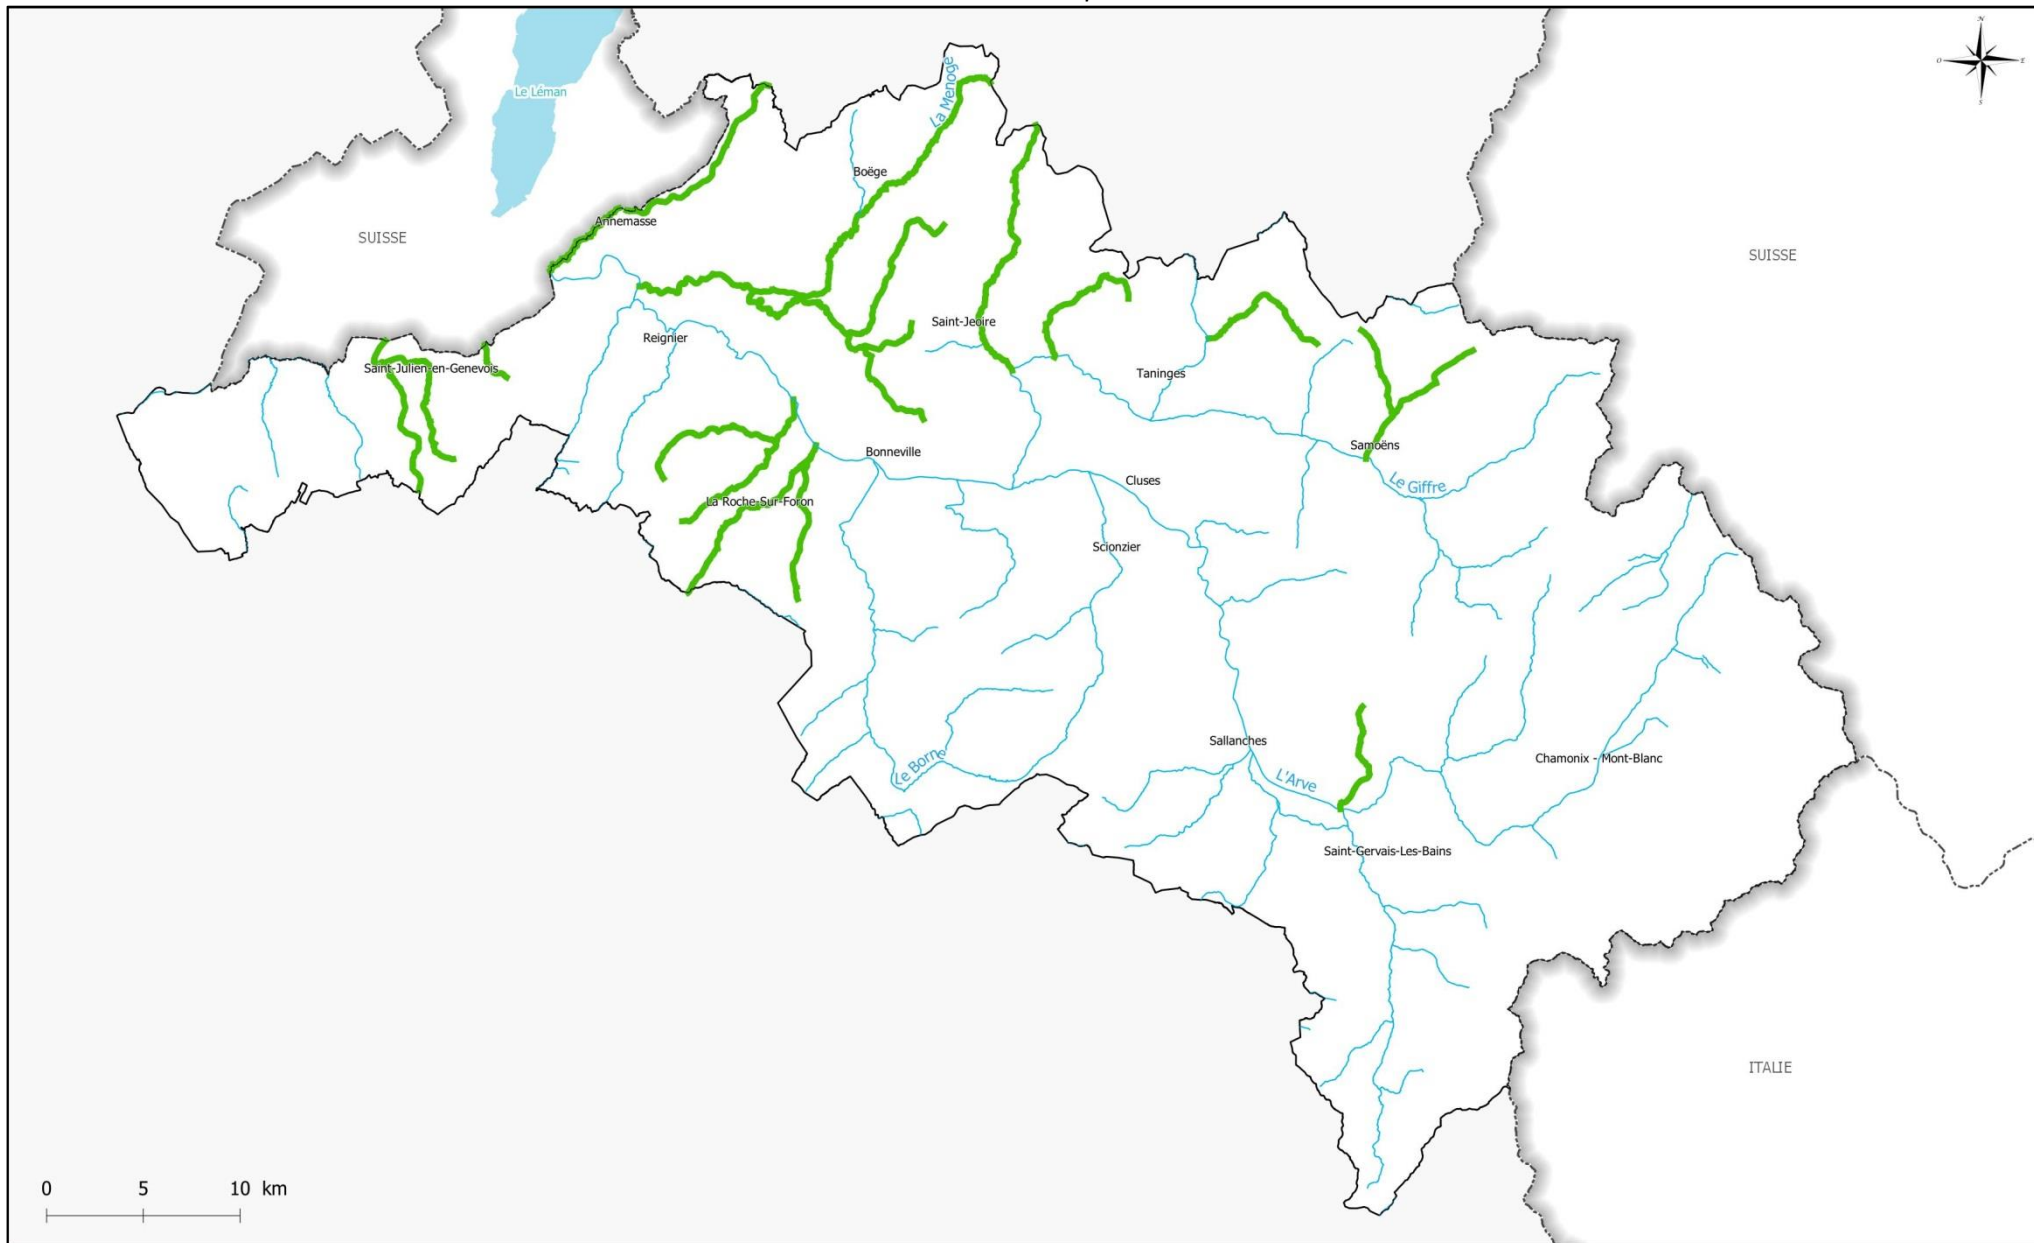 N
O
E
S
Le Léman
La Menoge
Boëge
Annemasse
SUISSE
SUISSE
Saint-Jeoire
Reignier
Saint-Julien-en-Genevois
Taninges
Samoëns
Bonneville
Cluses
Le Giffre
La Roche-Sur-Foron
Scionzier
Sallanches
Le Borne
L'Arve
Chamonix - Mont-Blanc
Saint-Gervais-Les-Bains
ITALIE
0 5 10 km